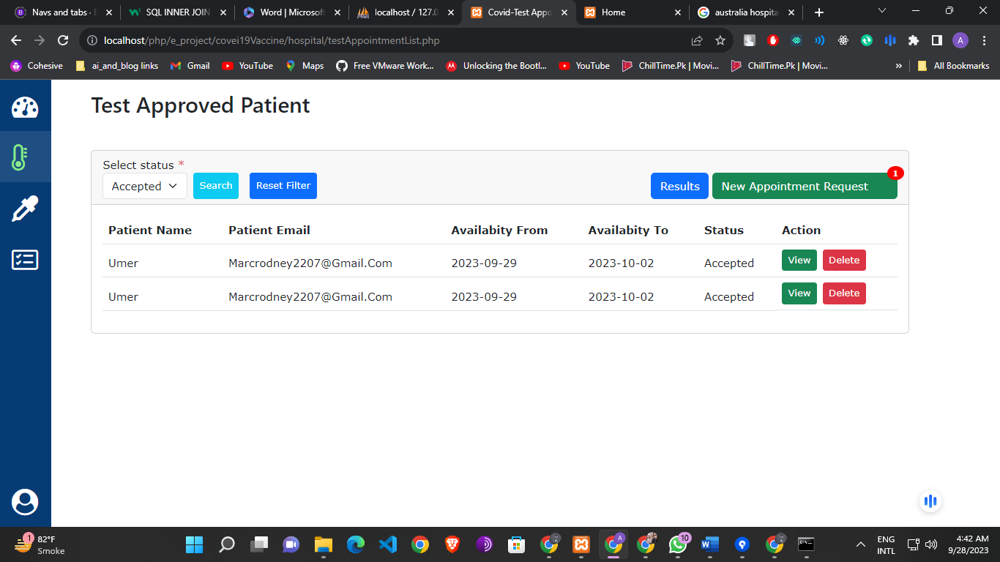 Navs and tabs · B
SQL INNER JOIN
Word | Microsof
localhost / 127.0
Covid-Test Appo
Home
australia hospita
localhost/php/e_project/covei19Vaccine/hospital/testAppointmentList.php
A
Cohesive
ai_and_blog links
Gmail
YouTube
Maps
Free VMware Work...
Unlocking the Bootl...
YouTube
ChillTime.Pk | Movi...
ChillTime.Pk | Movi...
»
All Bookmarks
Test Approved Patient
Select status *
Accepted
Search
Reset Filter
Results
New Appointment Request
1
Patient Name Patient Email Availabity From Availabity To Status Action
Umer Marcrodney2207@Gmail.Com 2023-09-29 2023-10-02 Accepted View Delete
Umer Marcrodney2207@Gmail.Com 2023-09-29 2023-10-02 Accepted View Delete
1
82°F
Smoke
A
10
ENG
INTL
4:42 AM
9/28/2023